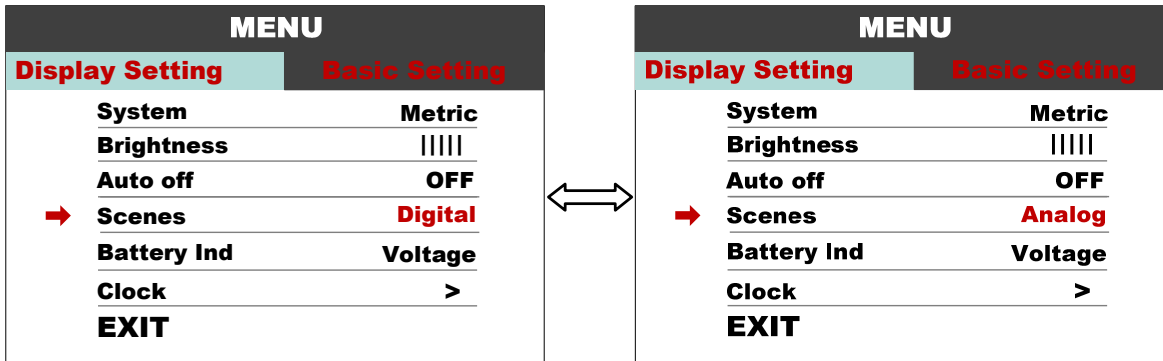 MENU
Display Setting Basic Setting
System Metric
Brightness |||||
Auto off OFF
Scenes Digital
Battery Ind Voltage
Clock >
EXIT
MENU
Display Setting Basic Setting
System Metric
Brightness |||||
Auto off OFF
Scenes Analog
Battery Ind Voltage
Clock >
EXIT